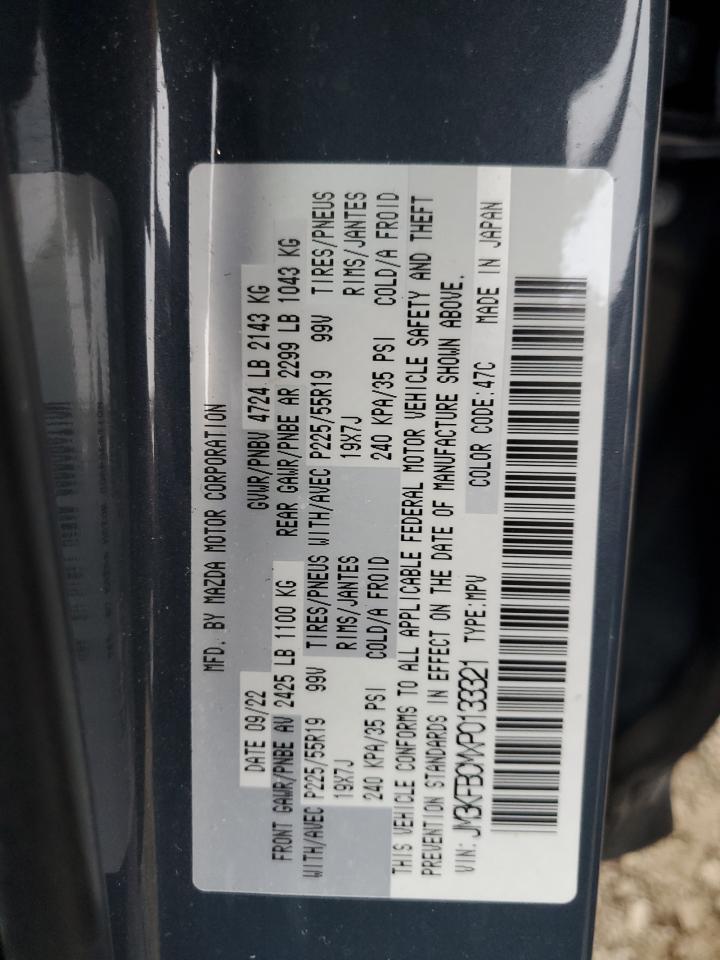 MFD. BY MAZDA MOTOR CORPORATION
DATE 09/22 GVWR/PNBV 4724 LB 2143 KG
FRONT GAWR/PNBE AV 2425 LB 1100 KG REAR GAWR/PNBE AR 2299 LB 1043 KG
WITH/AVEC P225/55R19 99V TIRES/PNEUS WITH/AVEC P225/55R19 99V TIRES/PNEUS
19X7J RIMS/JANTES 19X7J RIMS/JANTES
240 KPA/35 PSI COLD/A FROID 240 KPA/35 PSI COLD/A FROID
THIS VEHICLE CONFORMS TO ALL APPLICABLE FEDERAL MOTOR VEHICLE SAFETY AND THEFT
PREVENTION STANDARDS IN EFFECT ON THE DATE OF MANUFACTURE SHOWN ABOVE.
VIN: JM3KFBCMXP0133321 TYPE:MPV COLOR CODE:47C MADE IN JAPAN